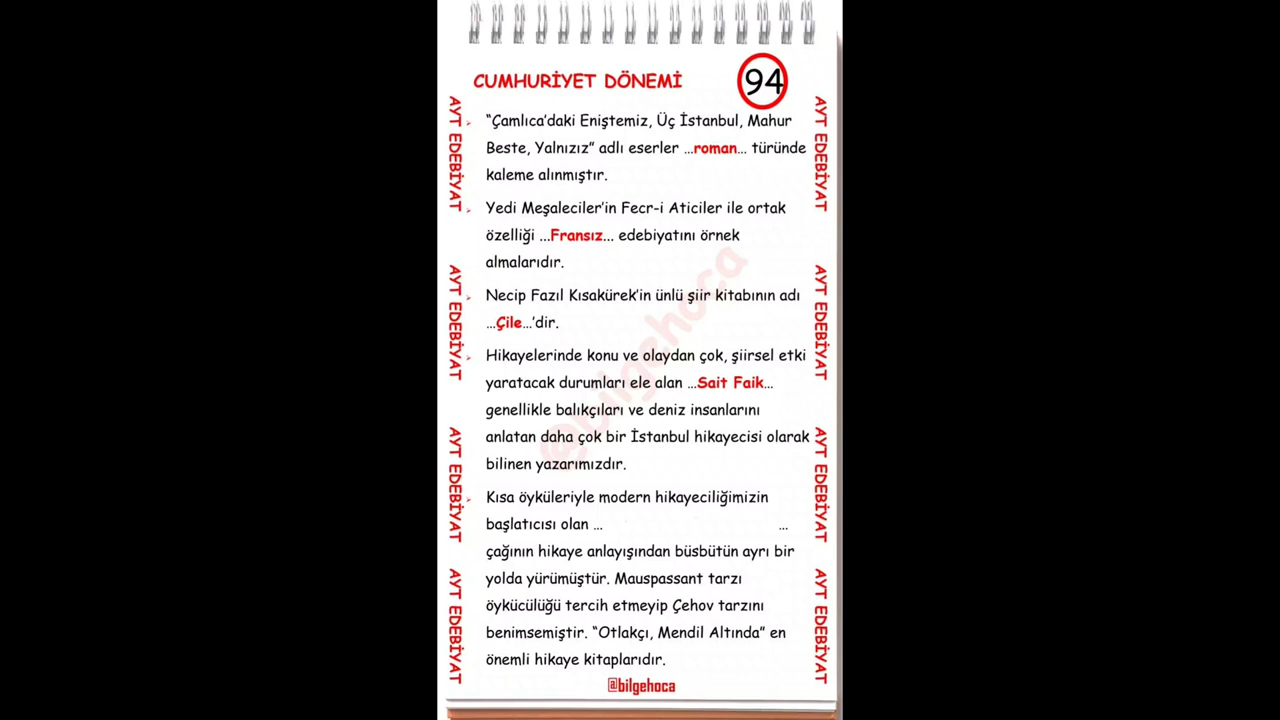 CUMHURİYET DÖNEMİ
94
"Çamlıca'daki Eniştemiz, Üç İstanbul, Mahur
Beste, Yalnızız" adlı eserler …roman… türünde
kaleme alınmıştır.
Yedi Meşaleciler'in Fecr-i Aticiler ile ortak
özelliği …Fransız… edebiyatını örnek
almalarıdır.
Necip Fazıl Kısakürek'in ünlü şiir kitabının adı
…Çile…'dir.
Hikayelerinde konu ve olaydan çok, şiirsel etki
yaratacak durumları ele alan …Sait Faik…
genellikle balıkçıları ve deniz insanlarını
anlatan daha çok bir İstanbul hikayecisi olarak
bilinen yazarımızdır.
Kısa öyküleriyle modern hikayeciliğimizin
başlatıcısı olan … …
çağının hikaye anlayışından büsbütün ayrı bir
yolda yürümüştür. Mauspassant tarzı
öykücülüğü tercih etmeyip Çehov tarzını
benimsemiştir. "Otlakçı, Mendil Altında" en
önemli hikaye kitaplarıdır.
@bilgehoca
AYT EDEBİYAT
AYT EDEBİYAT
AYT EDEBİYAT
AYT EDEBİYAT
AYT EDEBİYAT
AYT EDEBİYAT
AYT EDEBİYAT
AYT EDEBİYAT
@bilgehoca